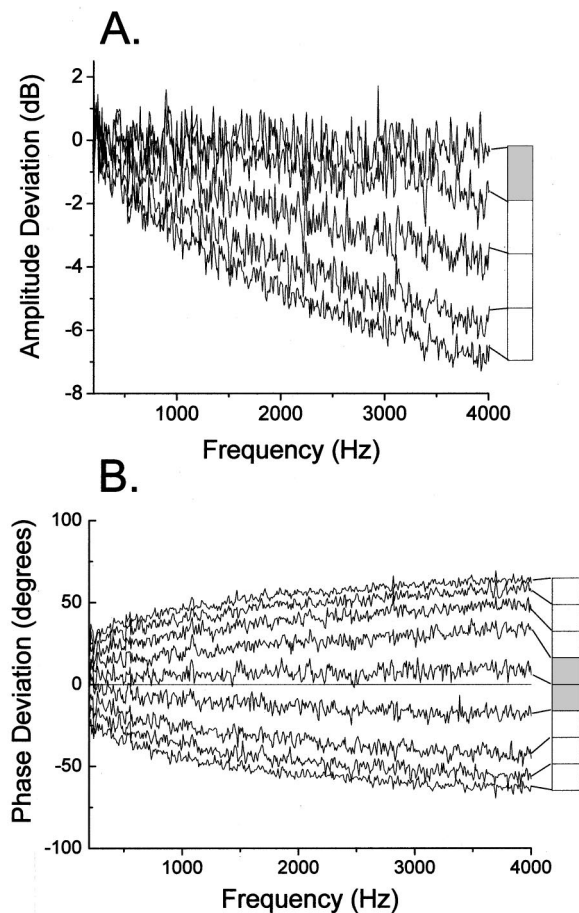 A.
Amplitude Deviation (dB)
2
0
-2
-4
-6
-8
1000 2000 3000 4000
Frequency (Hz)
B.
Phase Deviation (degrees)
100
50
0
-50
-100
1000 2000 3000 4000
Frequency (Hz)